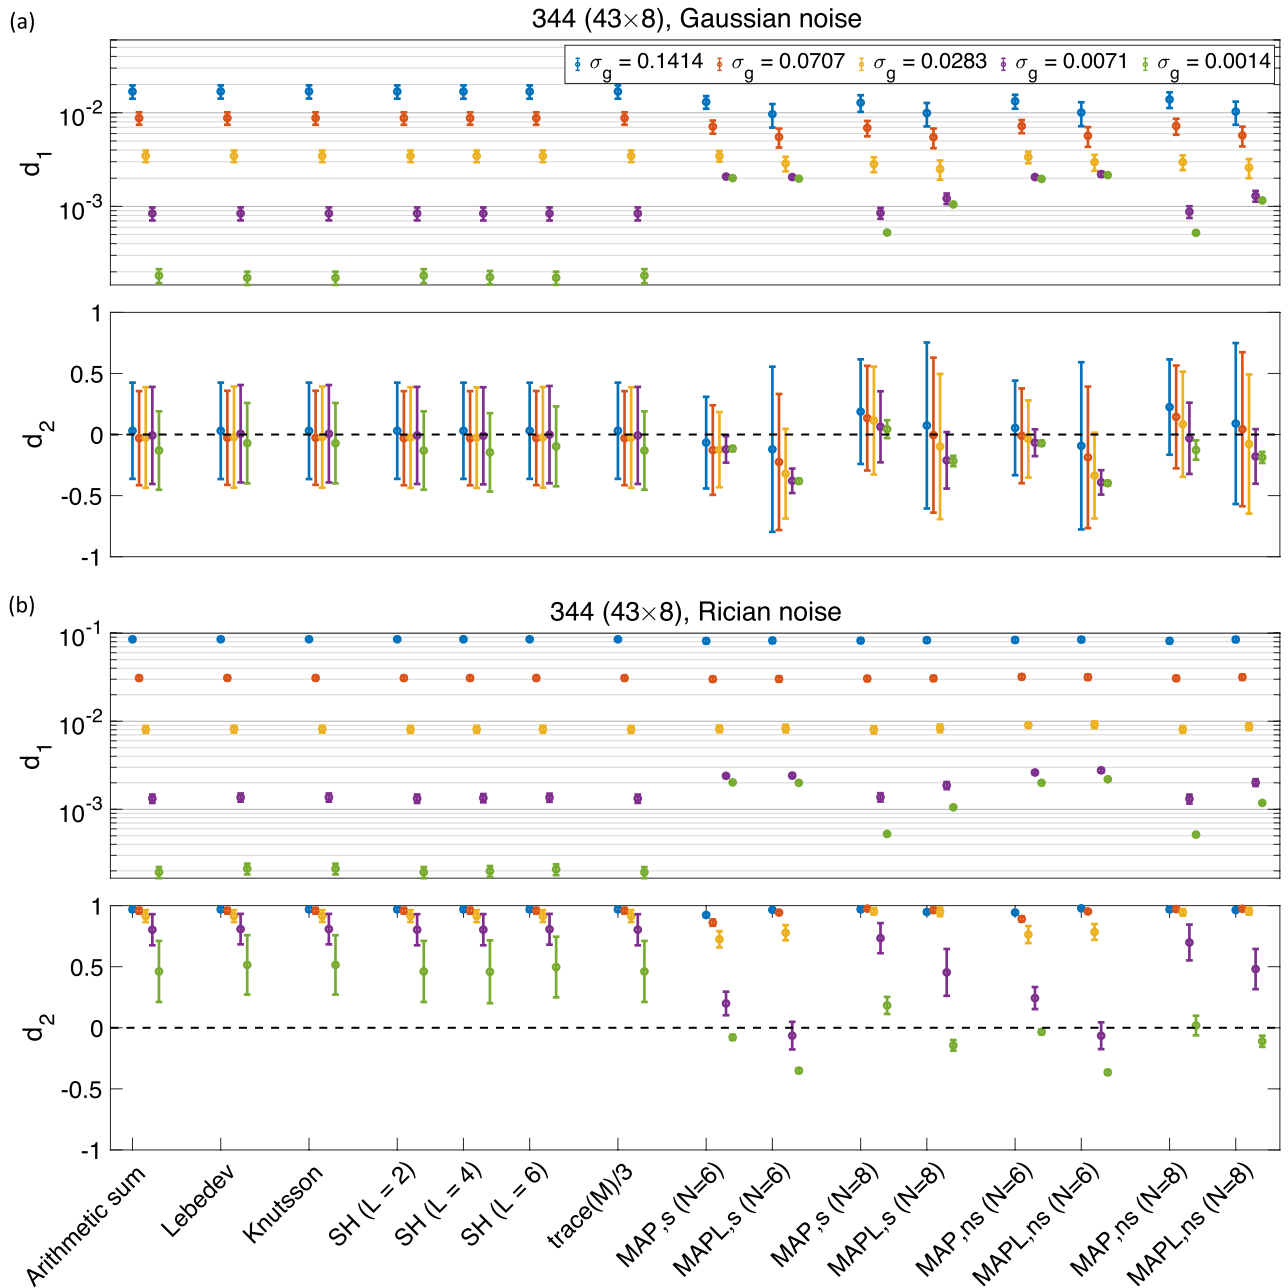 (a)
344 (43×8), Gaussian noise
σg = 0.1414 σg = 0.0707 σg = 0.0283 σg = 0.0071 σg = 0.0014
10-2
d1
10-3
1
0.5
d2
0
-0.5
-1
(b)
344 (43×8), Rician noise
10-1
10-2
d1
10-3
1
0.5
d2
0
-0.5
-1
Arithmetic sum
Lebedev
Knutsson
SH (L = 2)
SH (L = 4)
SH (L = 6)
trace(M)/3
MAP,s (N=6)
MAPL,s (N=6)
MAP,s (N=8)
MAPL,s (N=8)
MAP,ns (N=6)
MAPL,ns (N=6)
MAP,ns (N=8)
MAPL,ns (N=8)